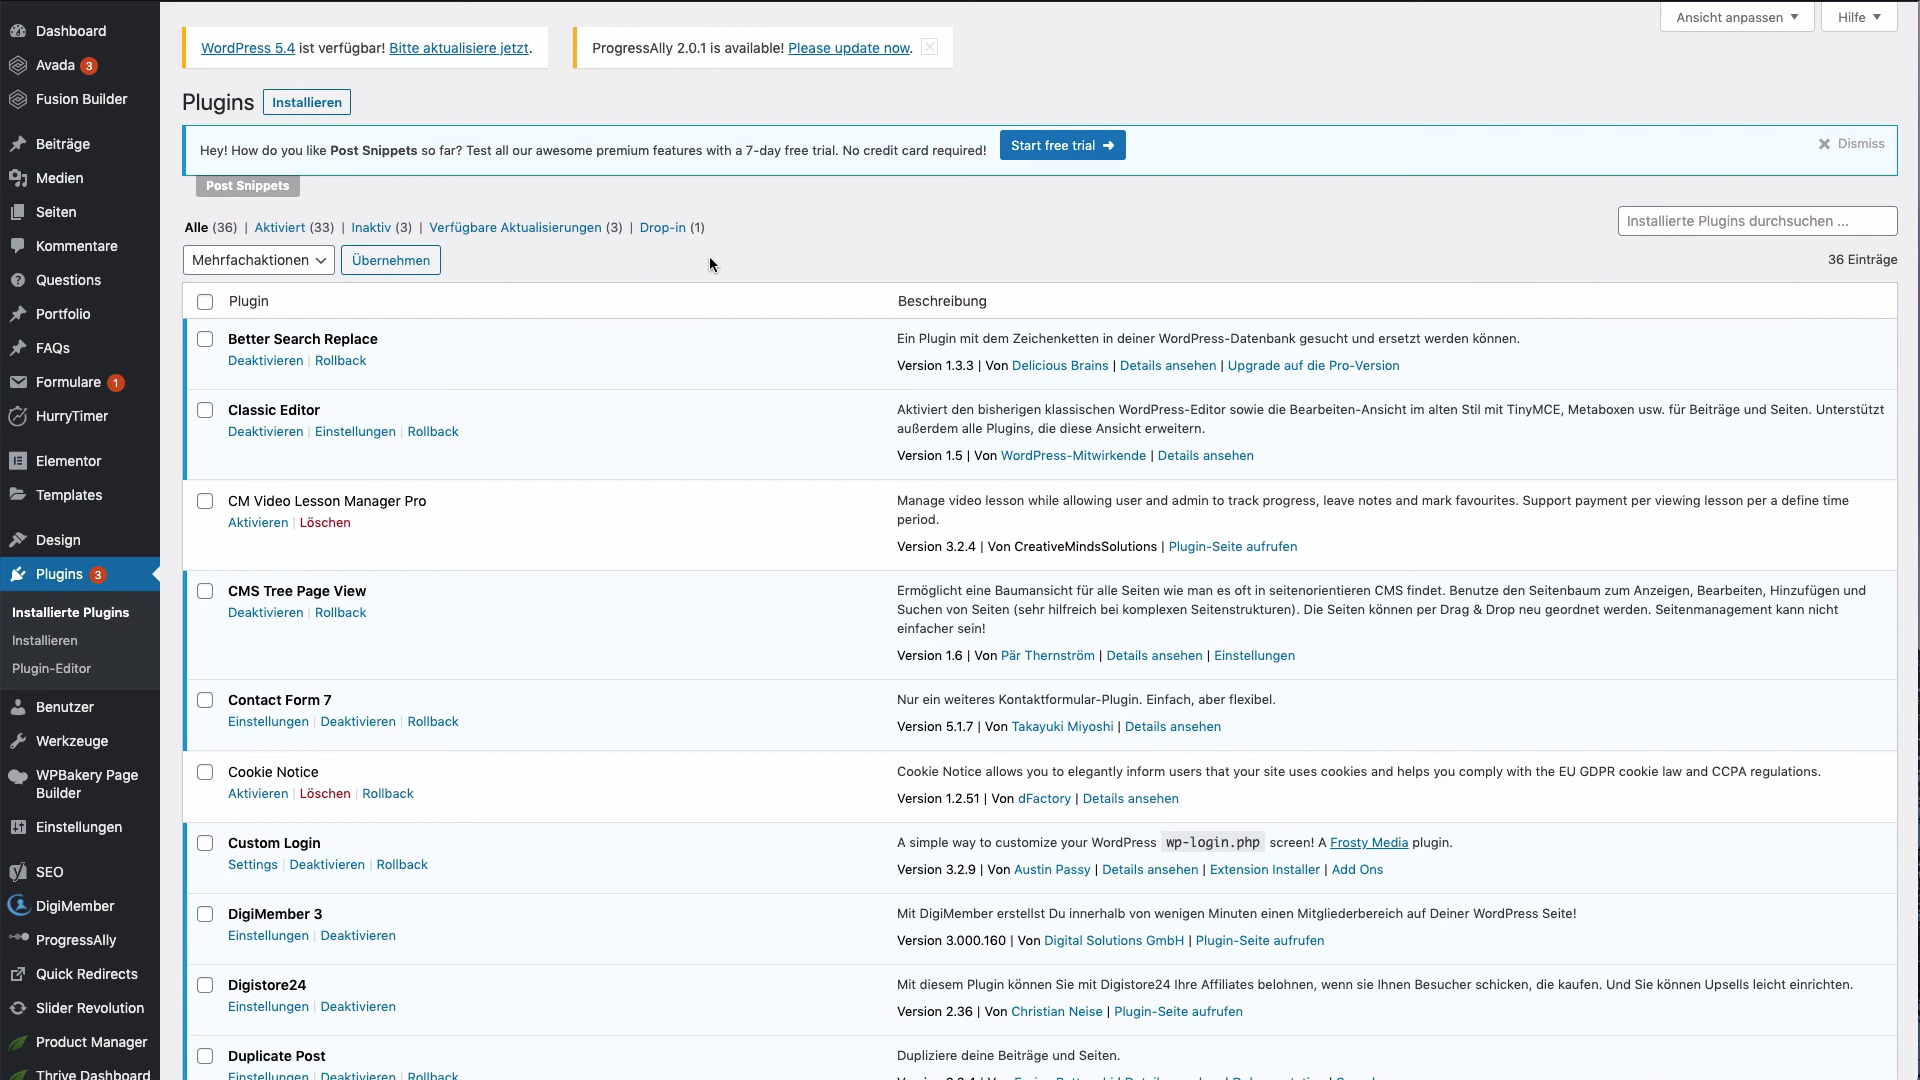 Dashboard
Avada 3
Fusion Builder
Beiträge
Medien
Seiten
Kommentare
Questions
Portfolio
FAQs
Formulare 1
HurryTimer
Elementor
Templates
Design
Plugins 3
Installierte Plugins
Installieren
Plugin-Editor
Benutzer
Werkzeuge
WPBakery Page
Builder
Einstellungen
SEO
DigiMember
ProgressAlly
Quick Redirects
Slider Revolution
Product Manager
Thrive Dashboard
Ansicht anpassen
Hilfe
WordPress 5.4 ist verfügbar! Bitte aktualisiere jetzt.
ProgressAlly 2.0.1 is available! Please update now.
Plugins Installieren
Hey! How do you like Post Snippets so far? Test all our awesome premium features with a 7-day free trial. No credit card required! Start free trial ➜
Dismiss
Post Snippets
Alle (36) | Aktiviert (33) | Inaktiv (3) | Verfügbare Aktualisierungen (3) | Drop-in (1)
Installierte Plugins durchsuchen ...
Mehrfachaktionen Übernehmen
36 Einträge
Plugin Beschreibung
Better Search Replace
Deaktivieren | Rollback
Ein Plugin mit dem Zeichenketten in deiner WordPress-Datenbank gesucht und ersetzt werden können.
Version 1.3.3 | Von Delicious Brains | Details ansehen | Upgrade auf die Pro-Version
Classic Editor
Deaktivieren | Einstellungen | Rollback
Aktiviert den bisherigen klassischen WordPress-Editor sowie die Bearbeiten-Ansicht im alten Stil mit TinyMCE, Metaboxen usw. für Beiträge und Seiten. Unterstützt
außerdem alle Plugins, die diese Ansicht erweitern.
Version 1.5 | Von WordPress-Mitwirkende | Details ansehen
CM Video Lesson Manager Pro
Aktivieren | Löschen
Manage video lesson while allowing user and admin to track progress, leave notes and mark favourites. Support payment per viewing lesson per a define time
period.
Version 3.2.4 | Von CreativeMindsSolutions | Plugin-Seite aufrufen
CMS Tree Page View
Deaktivieren | Rollback
Ermöglicht eine Baumansicht für alle Seiten wie man es oft in seitenorientieren CMS findet. Benutze den Seitenbaum zum Anzeigen, Bearbeiten, Hinzufügen und
Suchen von Seiten (sehr hilfreich bei komplexen Seitenstrukturen). Die Seiten können per Drag & Drop neu geordnet werden. Seitenmanagement kann nicht
einfacher sein!
Version 1.6 | Von Pär Thernström | Details ansehen | Einstellungen
Contact Form 7
Einstellungen | Deaktivieren | Rollback
Nur ein weiteres Kontaktformular-Plugin. Einfach, aber flexibel.
Version 5.1.7 | Von Takayuki Miyoshi | Details ansehen
Cookie Notice
Aktivieren | Löschen | Rollback
Cookie Notice allows you to elegantly inform users that your site uses cookies and helps you comply with the EU GDPR cookie law and CCPA regulations.
Version 1.2.51 | Von dFactory | Details ansehen
Custom Login
Settings | Deaktivieren | Rollback
A simple way to customize your WordPress wp-login.php screen! A Frosty Media plugin.
Version 3.2.9 | Von Austin Passy | Details ansehen | Extension Installer | Add Ons
DigiMember 3
Einstellungen | Deaktivieren
Mit DigiMember erstellst Du innerhalb von wenigen Minuten einen Mitgliederbereich auf Deiner WordPress Seite!
Version 3.000.160 | Von Digital Solutions GmbH | Plugin-Seite aufrufen
Digistore24
Einstellungen | Deaktivieren
Mit diesem Plugin können Sie mit Digistore24 Ihre Affiliates belohnen, wenn sie Ihnen Besucher schicken, die kaufen. Und Sie können Upsells leicht einrichten.
Version 2.36 | Von Christian Neise | Plugin-Seite aufrufen
Duplicate Post
Einstellungen | Deaktivieren | Rollback
Dupliziere deine Beiträge und Seiten.